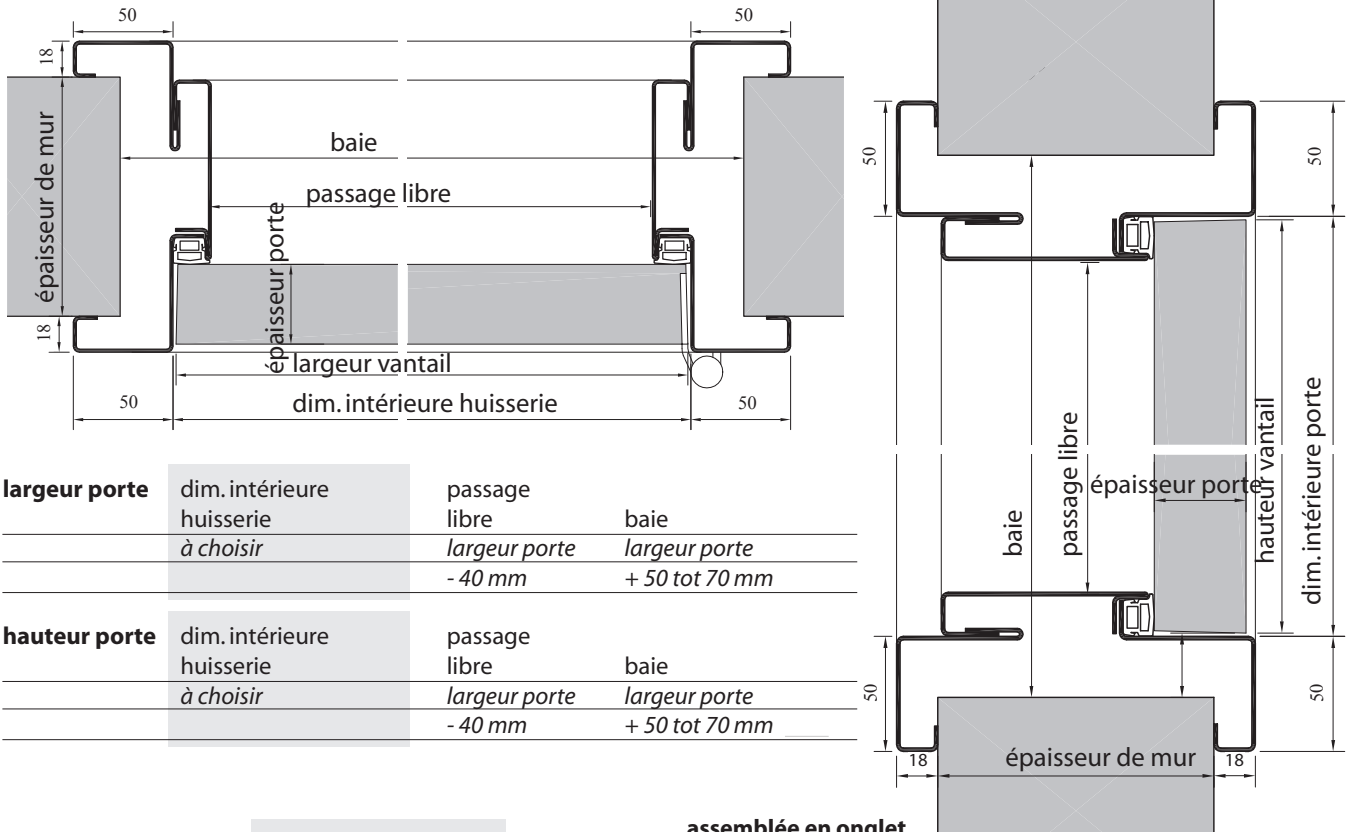 50
50
18
épaisseur de mur
18
baie
passage libre
épaisseur porte
largeur vantail
50
dim. intérieure huisserie
50
50
50
baie
passage libre
épaisseur porte
hauteur vantail
dim. intérieure porte
50
50
18
épaisseur de mur
18
largeur porte dim. intérieure passage
huisserie libre baie
à choisir largeur porte largeur porte
- 40 mm + 50 tot 70 mm
hauteur porte dim. intérieure passage
huisserie libre baie
à choisir largeur porte largeur porte
- 40 mm + 50 tot 70 mm
assemblée en onglet